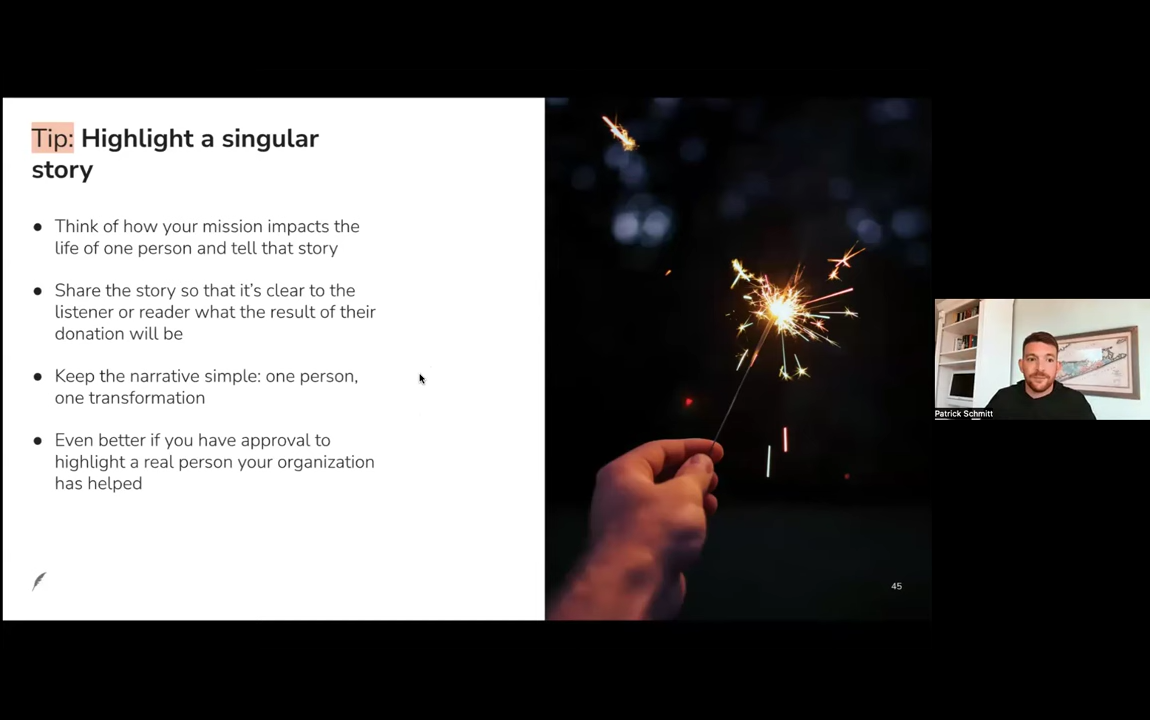 Tip: Highlight a singular
story
● Think of how your mission impacts the
life of one person and tell that story
● Share the story so that it’s clear to the
listener or reader what the result of their
donation will be
● Keep the narrative simple: one person,
one transformation
● Even better if you have approval to
highlight a real person your organization
has helped
45
Patrick Schmitt